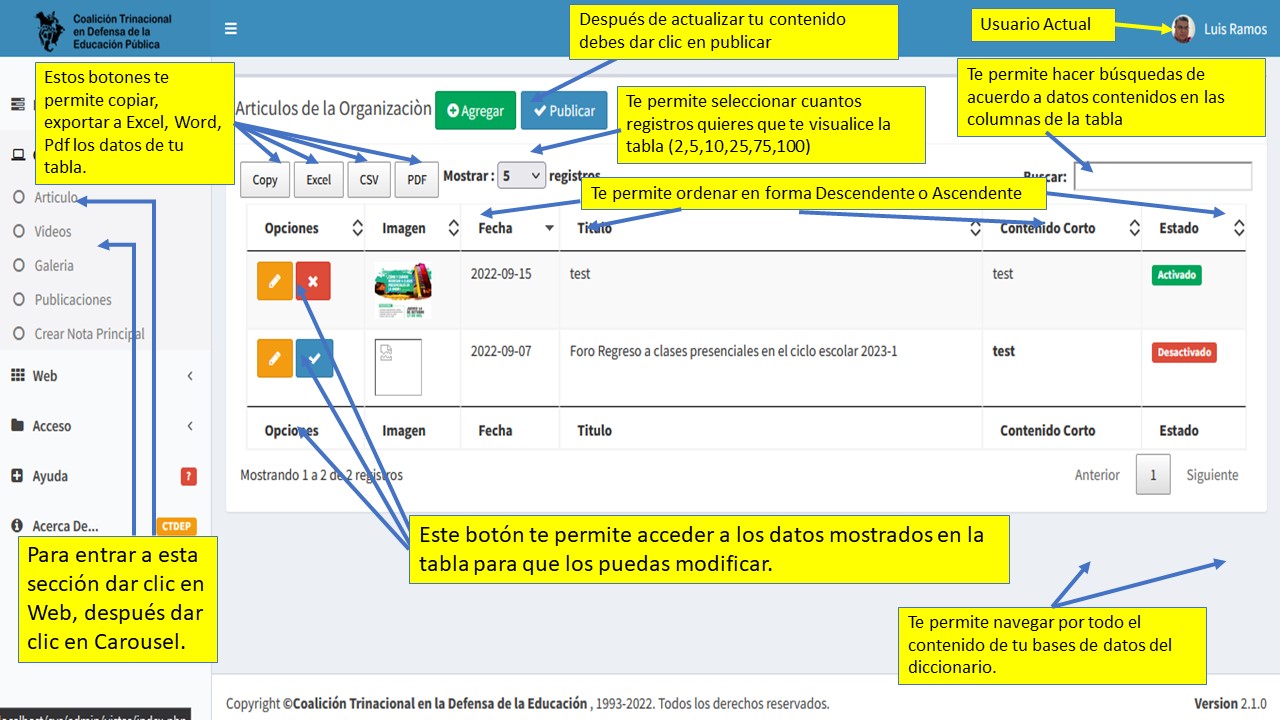 Coalición Trinacional
en Defensa de la
Educación Pública
Después de actualizar tu contenido
debes dar clic en publicar
Usuario Actual
Luis Ramos
Estos botones te
permite copiar,
exportar a Excel, Word,
Pdf los datos de tu
tabla.
Articulos de la Organizaciòn
Agregar
Publicar
Te permite seleccionar cuantos
registros quieres que te visualice la
tabla (2,5,10,25,75,100)
Te permite hacer búsquedas de
acuerdo a datos contenidos en las
columnas de la tabla
Copy
Excel
CSV
PDF
Mostrar : 5 registros
Buscar:
Te permite ordenar en forma Descendente o Ascendente
Articulo
Videos
Galeria
Publicaciones
Crear Nota Principal
Web
Acceso
Ayuda ?
Acerca De... CTDEP
Opciones Imagen Fecha Titulo Contenido Corto Estado
2022-09-15 test test Activado
2022-09-07 Foro Regreso a clases presenciales en el ciclo escolar 2023-1 test Desactivado
Opciones Imagen Fecha Titulo Contenido Corto Estado
Mostrando 1 a 2 de 2 registros
Anterior 1 Siguiente
Este botón te permite acceder a los datos mostrados en la
tabla para que los puedas modificar.
Para entrar a esta
sección dar clic en
Web, después dar
clic en Carousel.
Te permite navegar por todo el
contenido de tu bases de datos del
diccionario.
Copyright ©Coalición Trinacional en la Defensa de la Educación , 1993-2022. Todos los derechos reservados.
Version 2.1.0